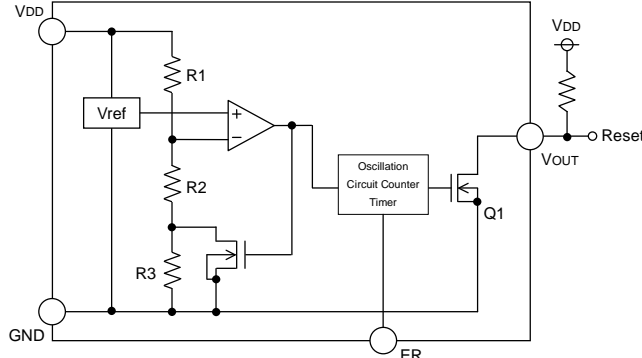 VDD
VDD
R1
Vref
+
−
Reset
VOUT
Oscillation
Circuit Counter
Timer
R2
Q1
R3
GND
ER